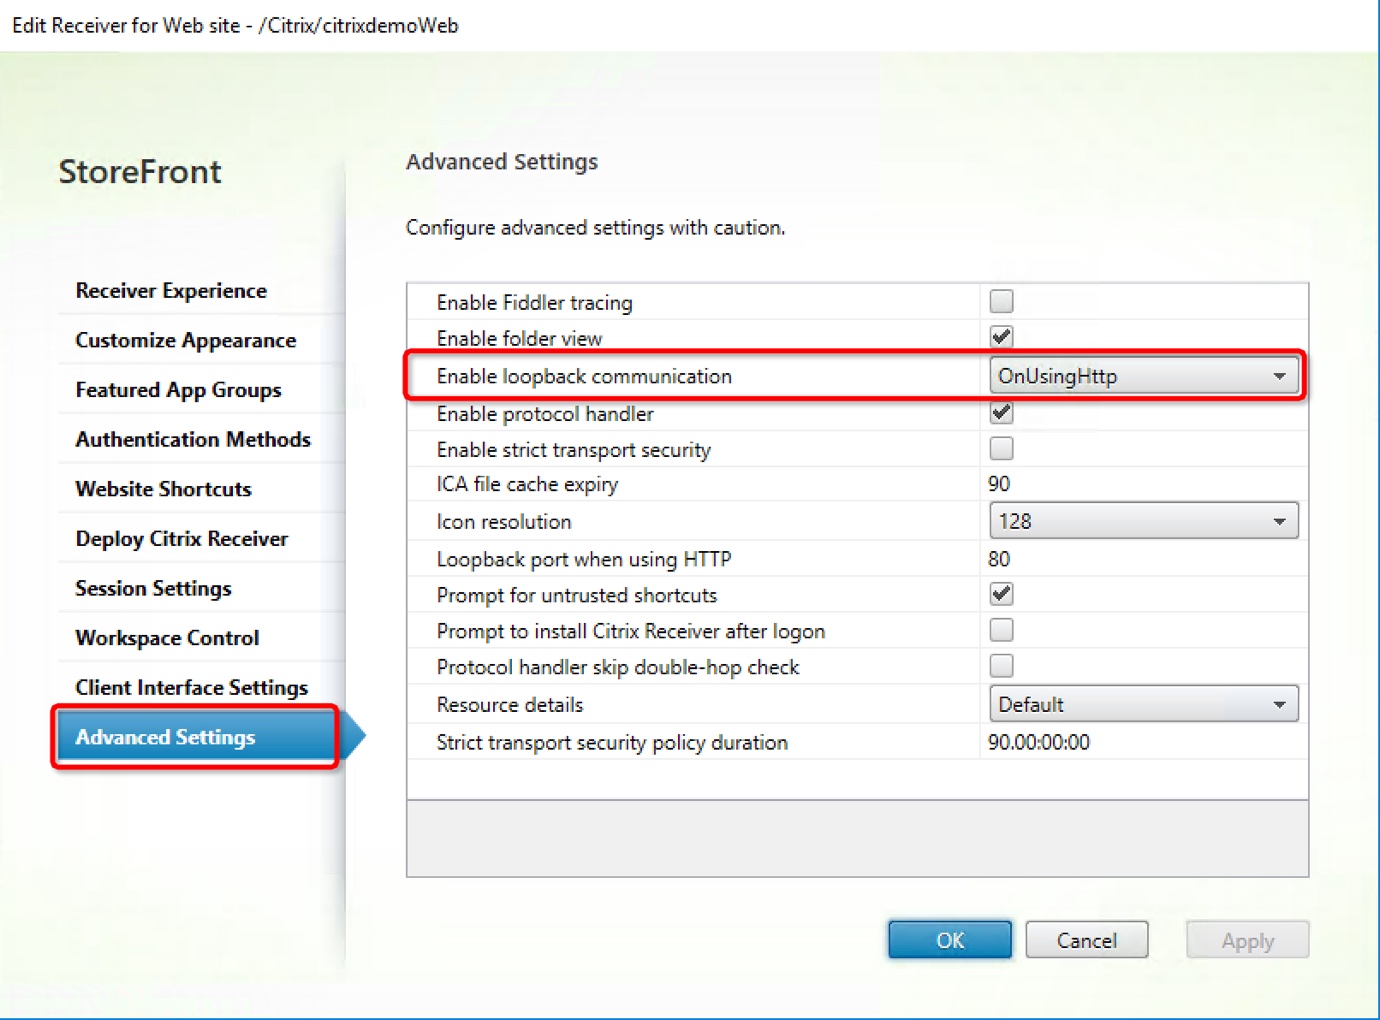 Edit Receiver for Web site - /Citrix/citrixdemoWeb
StoreFront
Receiver Experience
Customize Appearance
Featured App Groups
Authentication Methods
Website Shortcuts
Deploy Citrix Receiver
Session Settings
Workspace Control
Client Interface Settings
Advanced Settings
Advanced Settings
Configure advanced settings with caution.
Enable Fiddler tracing
Enable folder view
Enable loopback communication OnUsingHttp
Enable protocol handler
Enable strict transport security
ICA file cache expiry 90
Icon resolution 128
Loopback port when using HTTP 80
Prompt for untrusted shortcuts
Prompt to install Citrix Receiver after logon
Protocol handler skip double-hop check
Resource details Default
Strict transport security policy duration 90.00:00:00
OK Cancel Apply